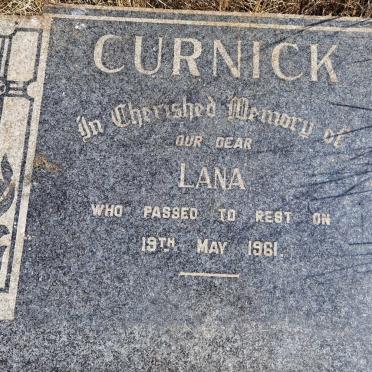 CURNICK
In Cherished Memory of
OUR DEAR
LANA
WHO PASSED TO REST ON
19TH MAY 1961.